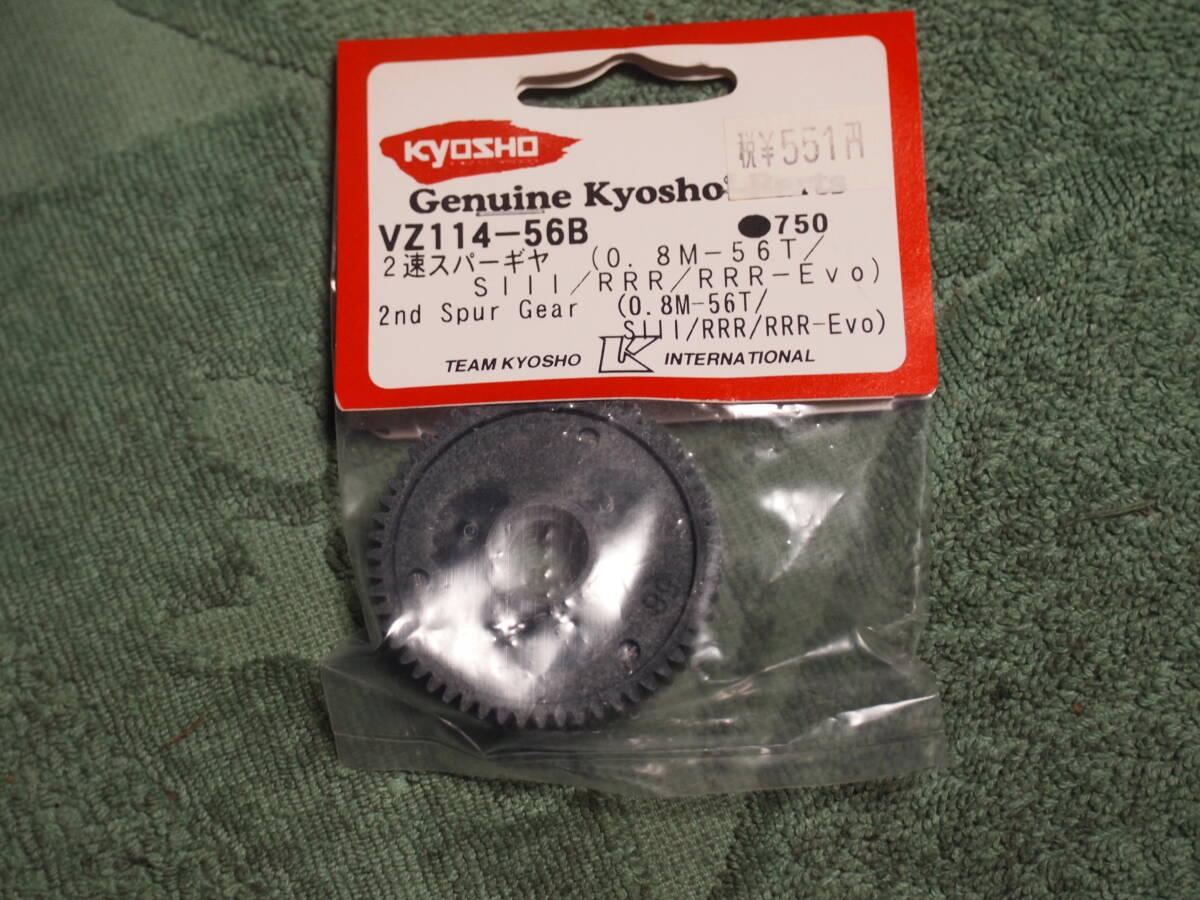 KYOSHO
税¥551円
Genuine Kyosho Parts
VZ114-56B ●750
2速スパーギヤ (0.8M-56T/
SIII/RRR/RRR-Evo)
2nd Spur Gear (0.8M-56T/
SIII/RRR/RRR-Evo)
TEAM KYOSHO K INTERNATIONAL
56